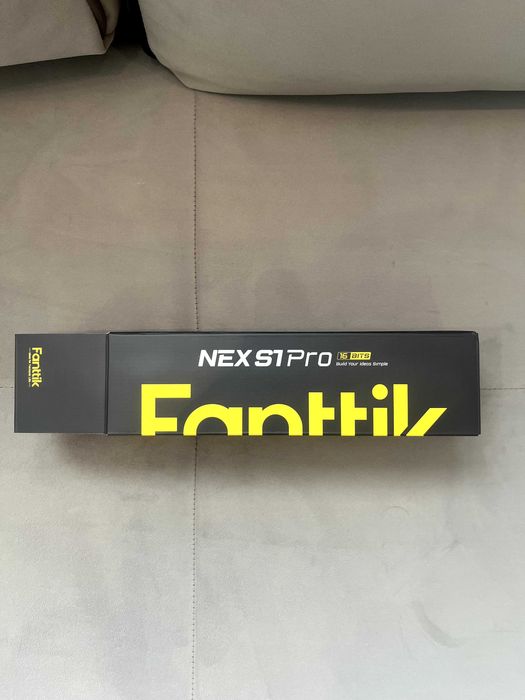 Fanttik
NEX S1 Pro 16 BITS
Build Your Ideas Simple
Fanttik